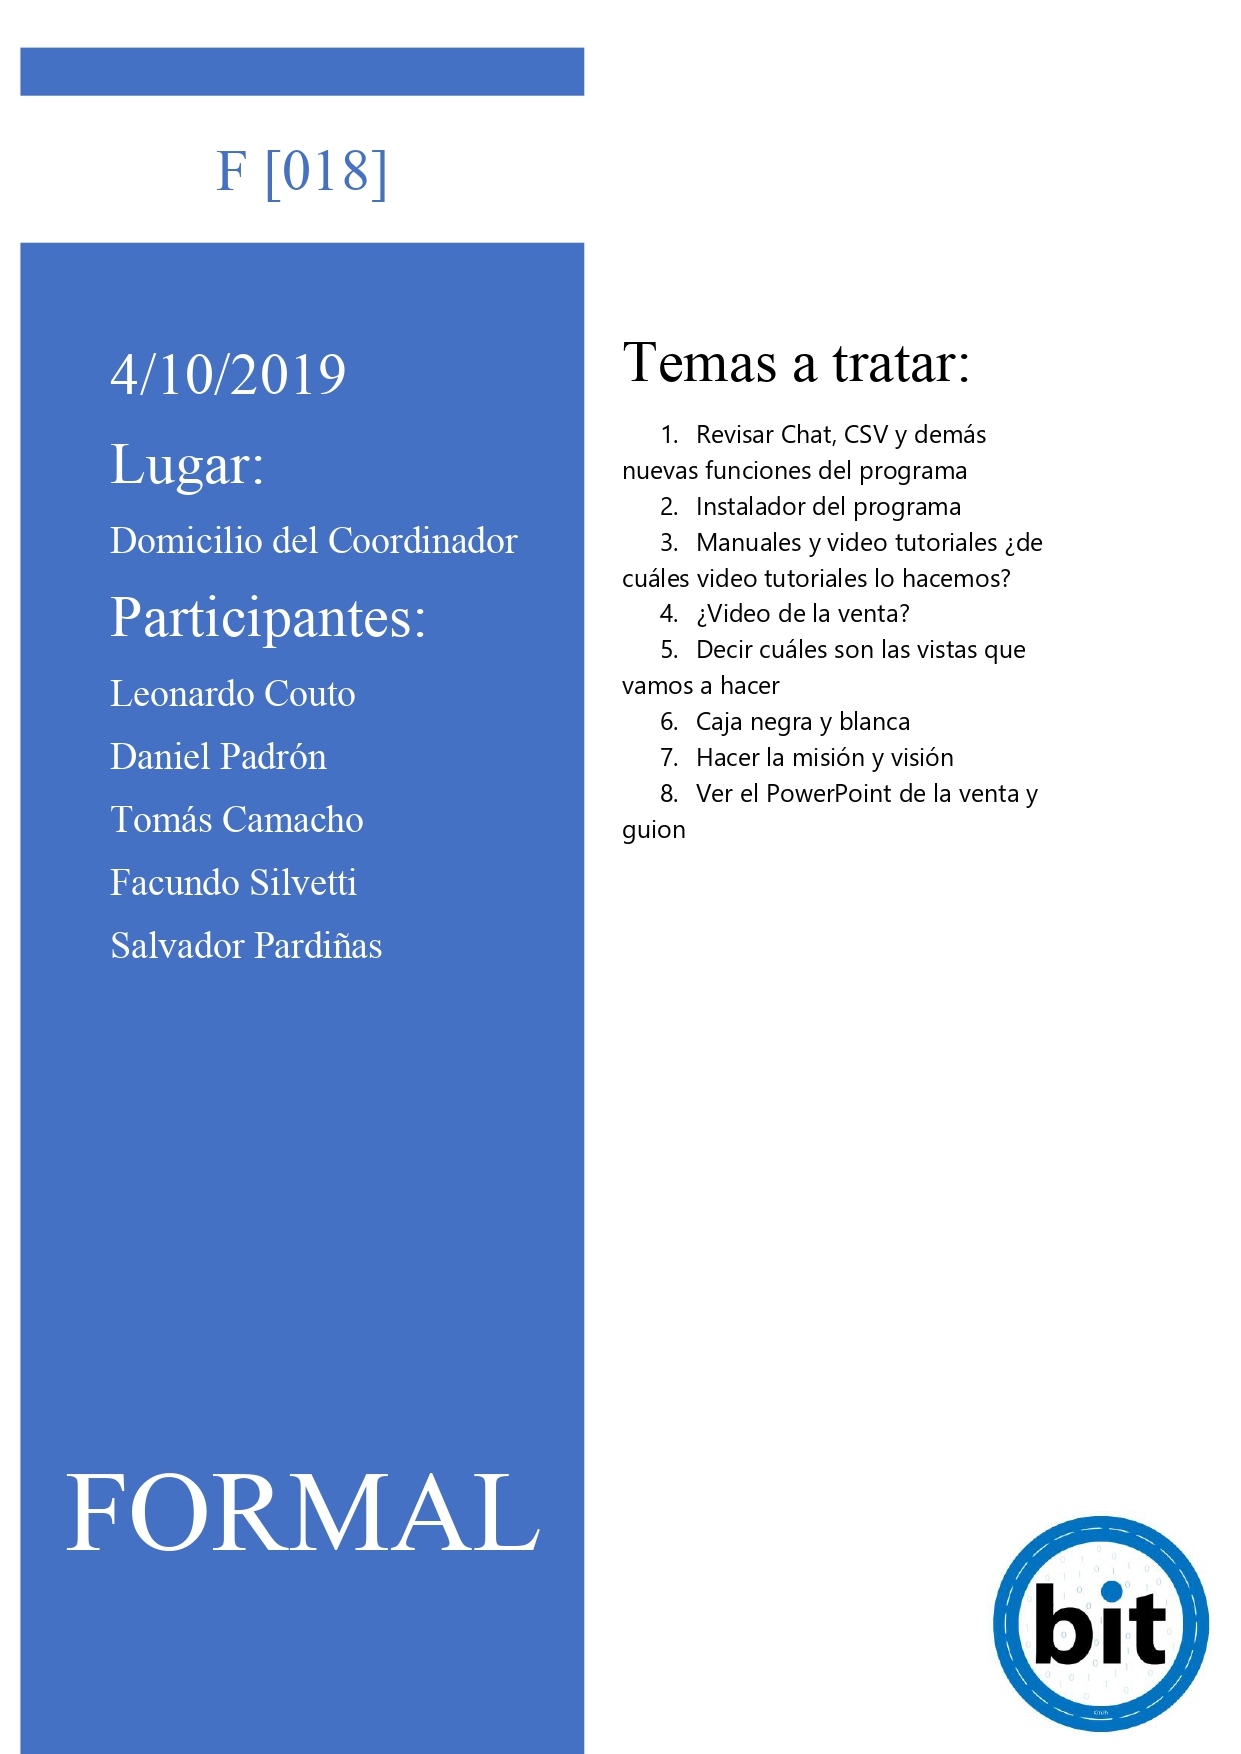 F [018]
4/10/2019
Lugar:
Domicilio del Coordinador
Participantes:
Leonardo Couto
Daniel Padrón
Tomás Camacho
Facundo Silvetti
Salvador Pardiñas
FORMAL
Temas a tratar:
1. Revisar Chat, CSV y demás
nuevas funciones del programa
2. Instalador del programa
3. Manuales y video tutoriales ¿de
cuáles video tutoriales lo hacemos?
4. ¿Video de la venta?
5. Decir cuáles son las vistas que
vamos a hacer
6. Caja negra y blanca
7. Hacer la misión y visión
8. Ver el PowerPoint de la venta y
guion
bit